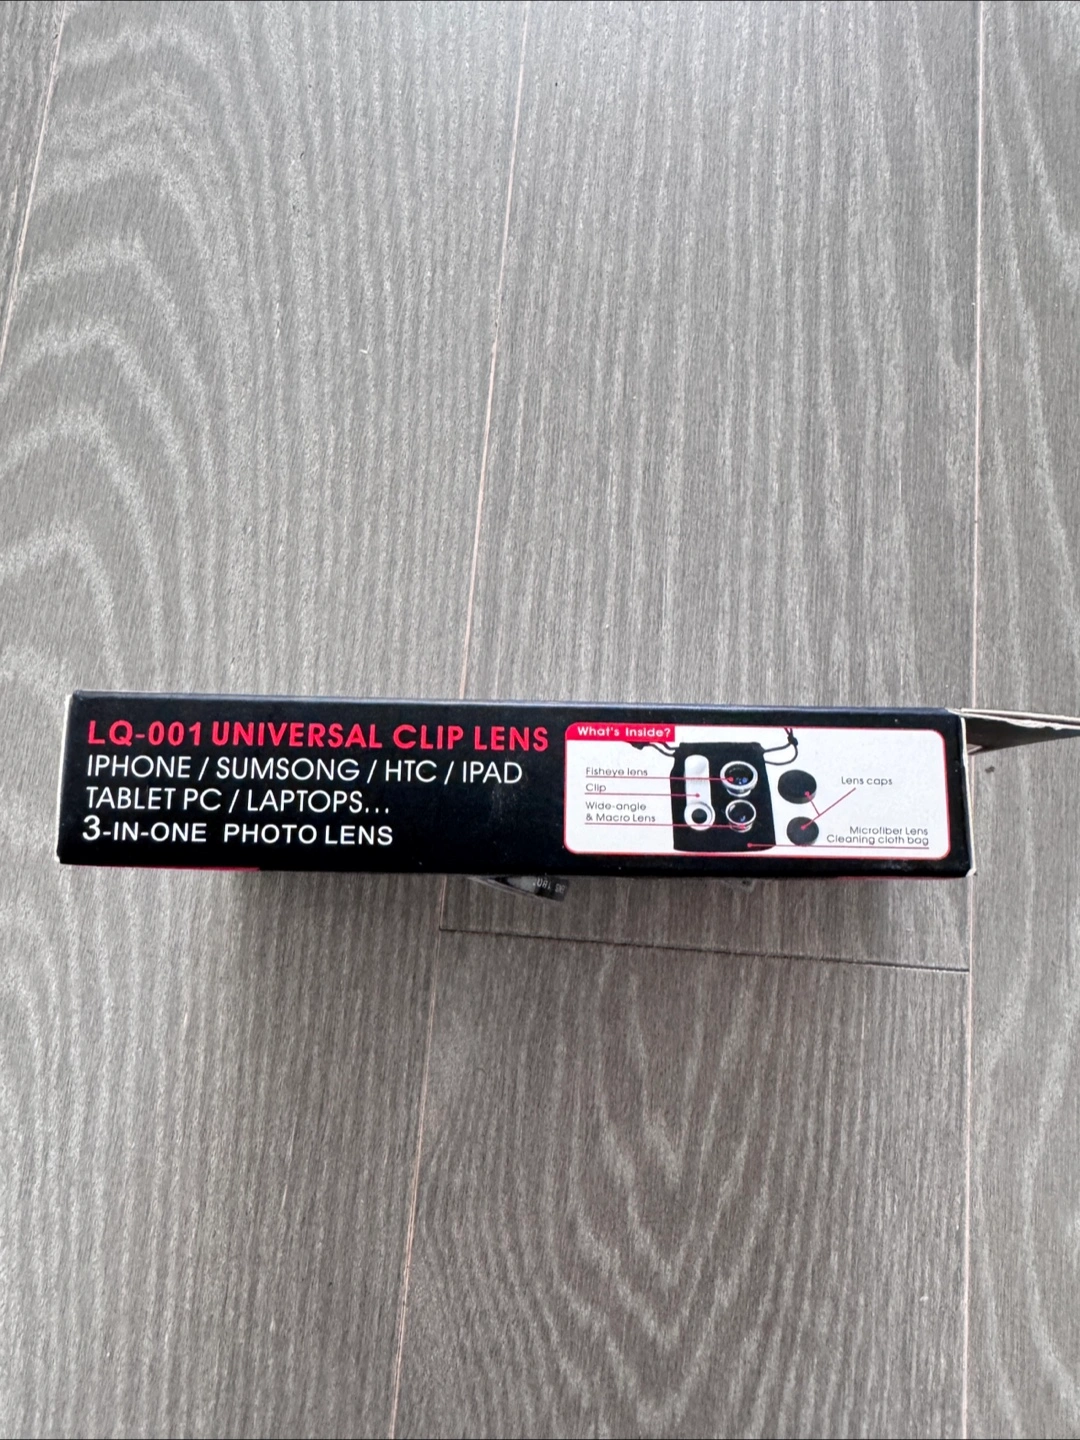 LQ-001 UNIVERSAL CLIP LENS
IPHONE / SUMSONG / HTC / IPAD
TABLET PC / LAPTOPS...
3-IN-ONE PHOTO LENS
What's Inside?
Fisheye lens
Clip
Wide-angle
& Macro Lens
Lens caps
Microfiber Lens
Cleaning cloth bag
180°